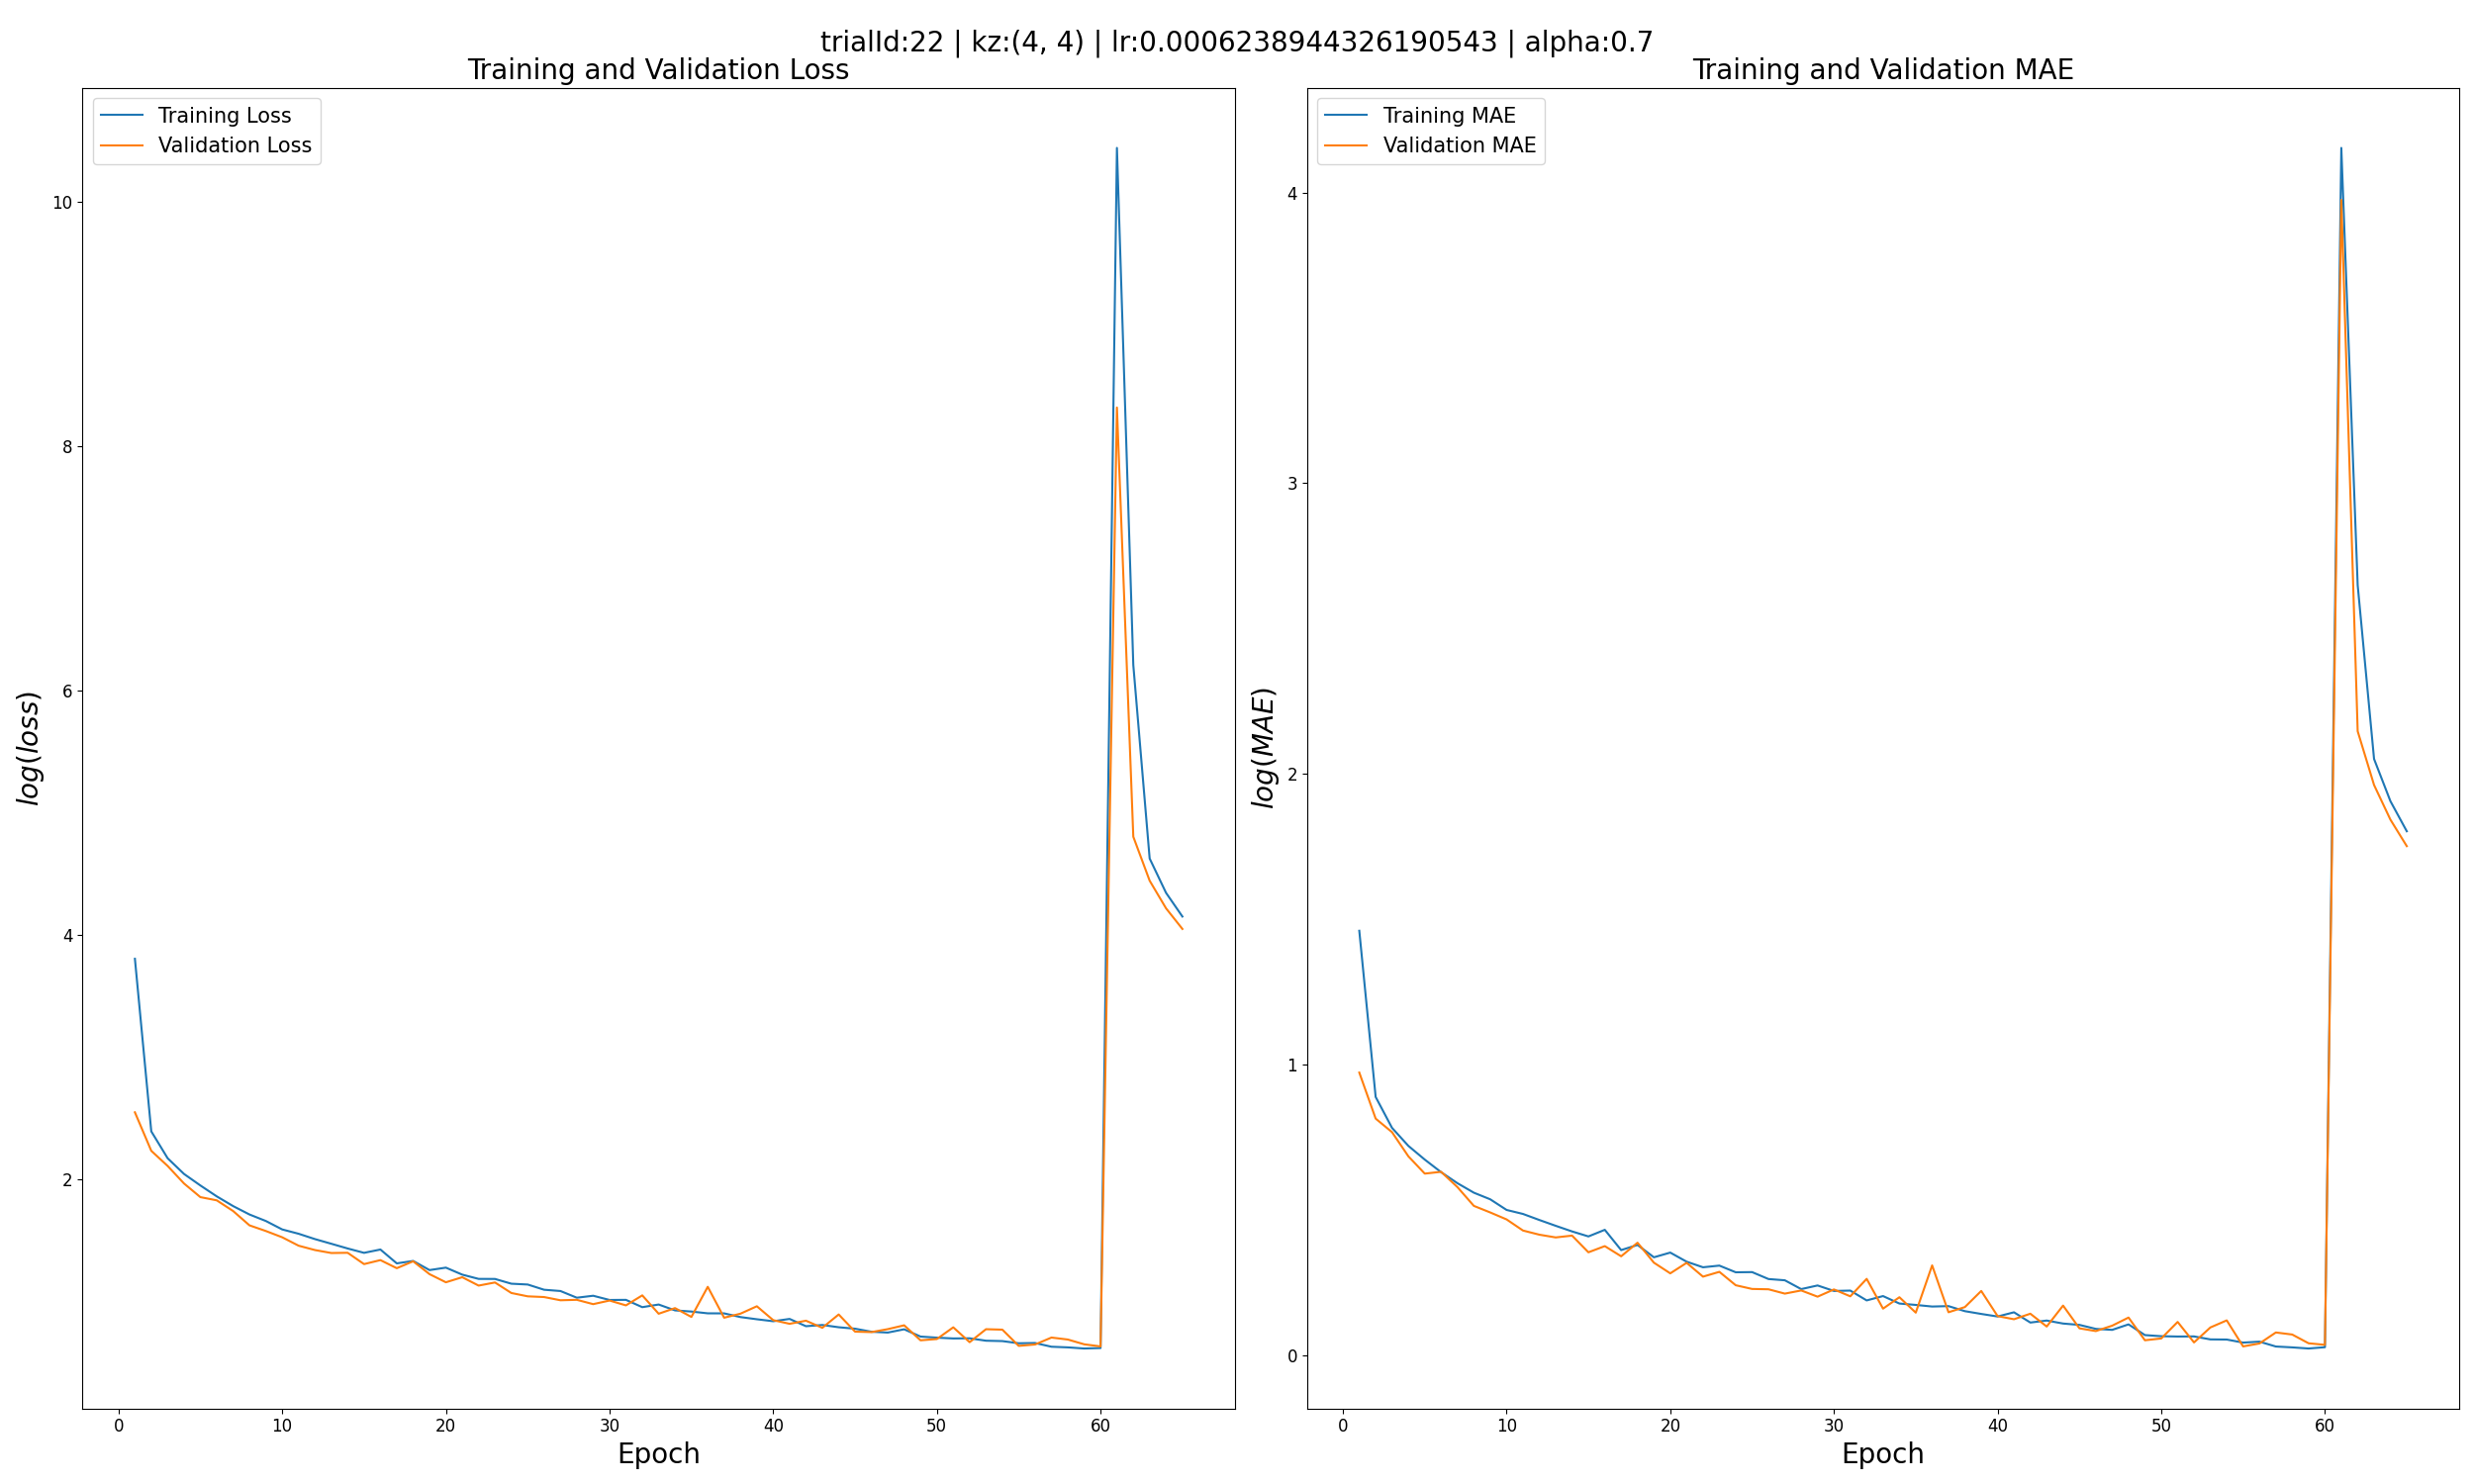 trialId:22 | kz:(4, 4) | lr:0.0006238944326190543 | alpha:0.7
Training and Validation Loss
Training Loss
Validation Loss
log(loss)
10
8
6
4
2
0
10
20
30
40
50
60
Epoch
Training and Validation MAE
Training MAE
Validation MAE
log(MAE)
4
3
2
1
0
0
10
20
30
40
50
60
Epoch